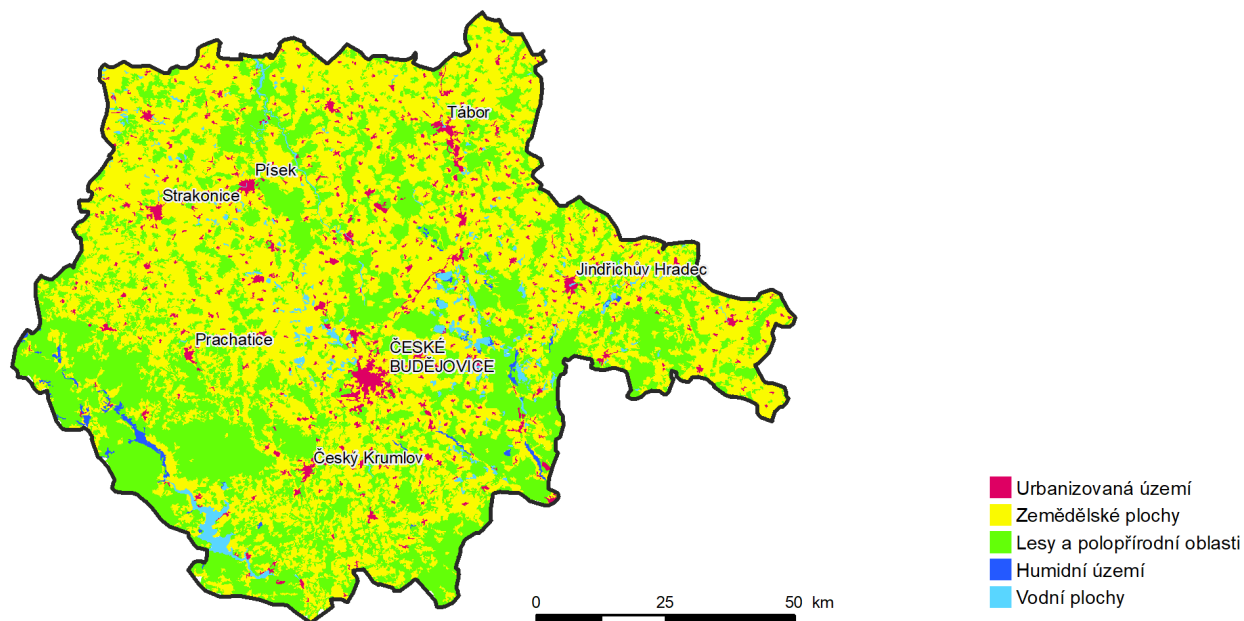 Tábor
Písek
Strakonice
Jindřichův Hradec
Prachatice
ČESKÉ
BUDĚJOVICE
Český Krumlov
Urbanizovaná území
Zemědělské plochy
Lesy a polopřírodní oblasti
Humidní území
Vodní plochy
0 25 50 km